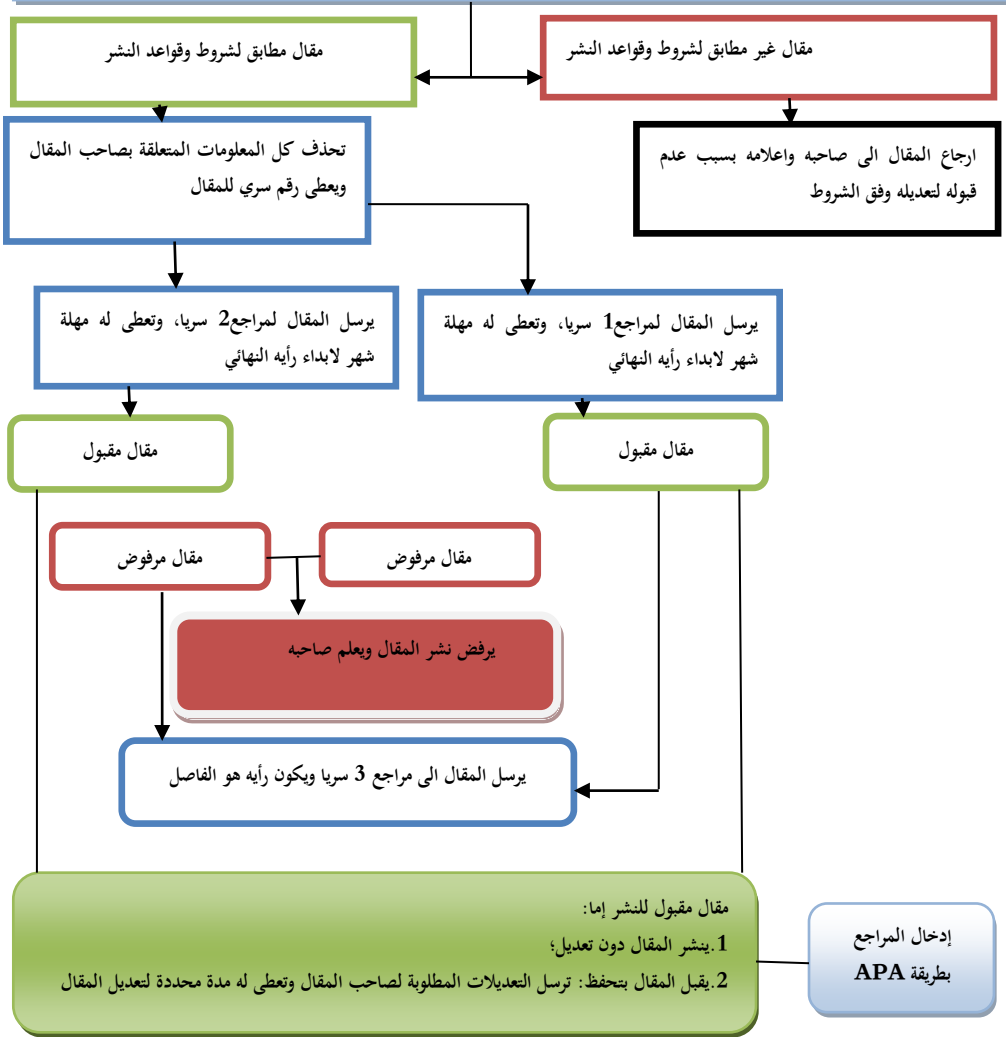 مقال غير مطابق لشروط وقواعد النشر
مقال مطابق لشروط وقواعد النشر
ارجاع المقال الى صاحبه واعلامه بسبب عدم
قبوله لتعديله وفق الشروط
تحذف كل المعلومات المتعلقة بصاحب المقال
ويعطى رقم سري للمقال
يرسل المقال لمراجع1 سريا، وتعطى له مهلة
شهر لابداء رأيه النهائي
يرسل المقال لمراجع2 سريا، وتعطى له مهلة
شهر لابداء رأيه النهائي
مقال مقبول
مقال مقبول
مقال مرفوض
مقال مرفوض
يرفض نشر المقال ويعلم صاحبه
يرسل المقال الى مراجع 3 سريا ويكون رأيه هو الفاصل
مقال مقبول للنشر إما:
1.ينشر المقال دون تعديل؛
2.يقبل المقال بتحفظ: ترسل التعديلات المطلوبة لصاحب المقال وتعطى له مدة محددة لتعديل المقال
إدخال المراجع
بطريقة APA